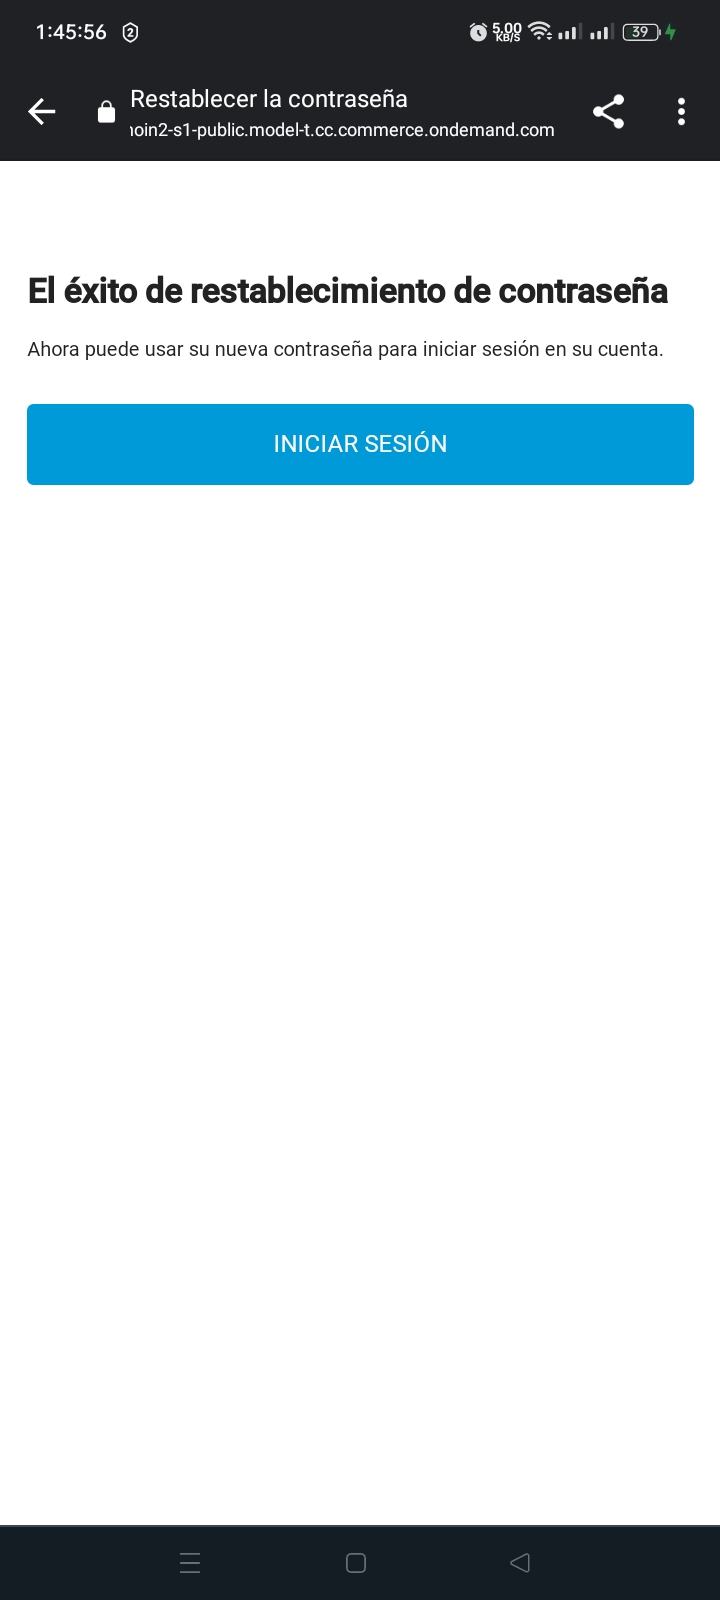 1:45:56 2 5.00 KB/S 39
Restablecer la contraseña
oin2-s1-public.model-t.cc.commerce.ondemand.com
El éxito de restablecimiento de contraseña
Ahora puede usar su nueva contraseña para iniciar sesión en su cuenta.
INICIAR SESIÓN